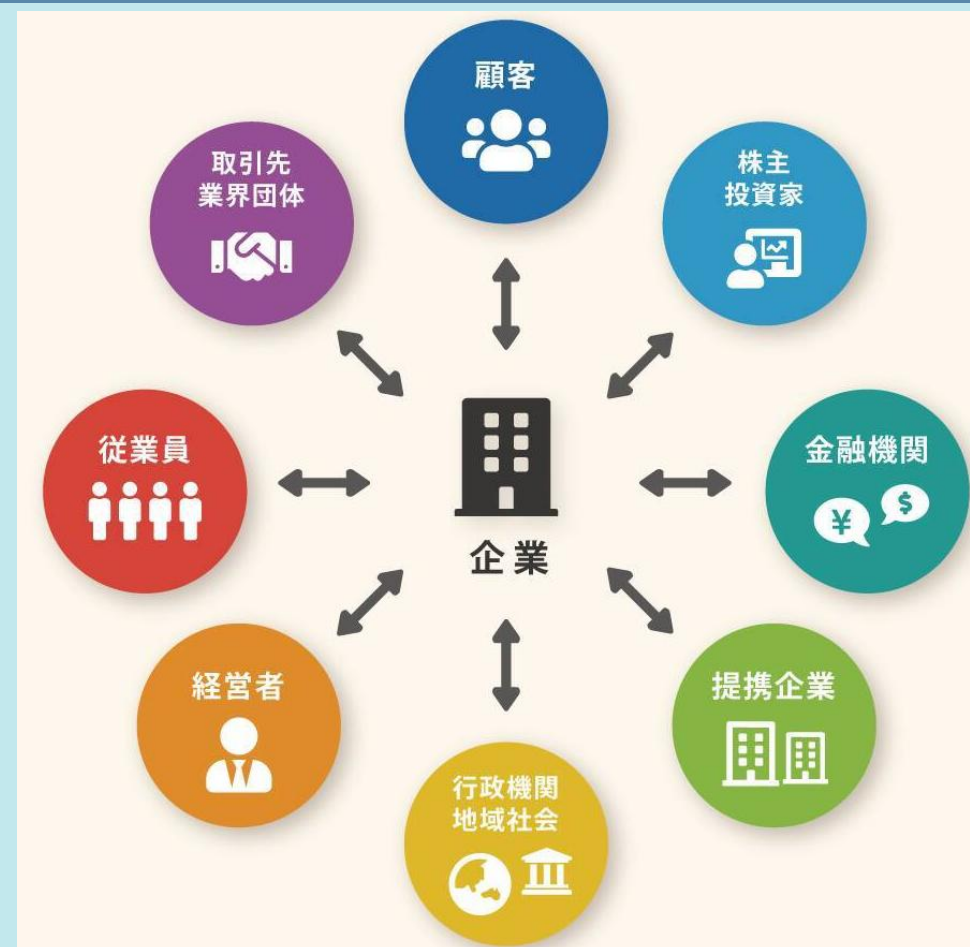 顧客
株主
投資家
取引先
業界団体
従業員
金融機関
¥
$
企業
経営者
提携企業
行政機関
地域社会